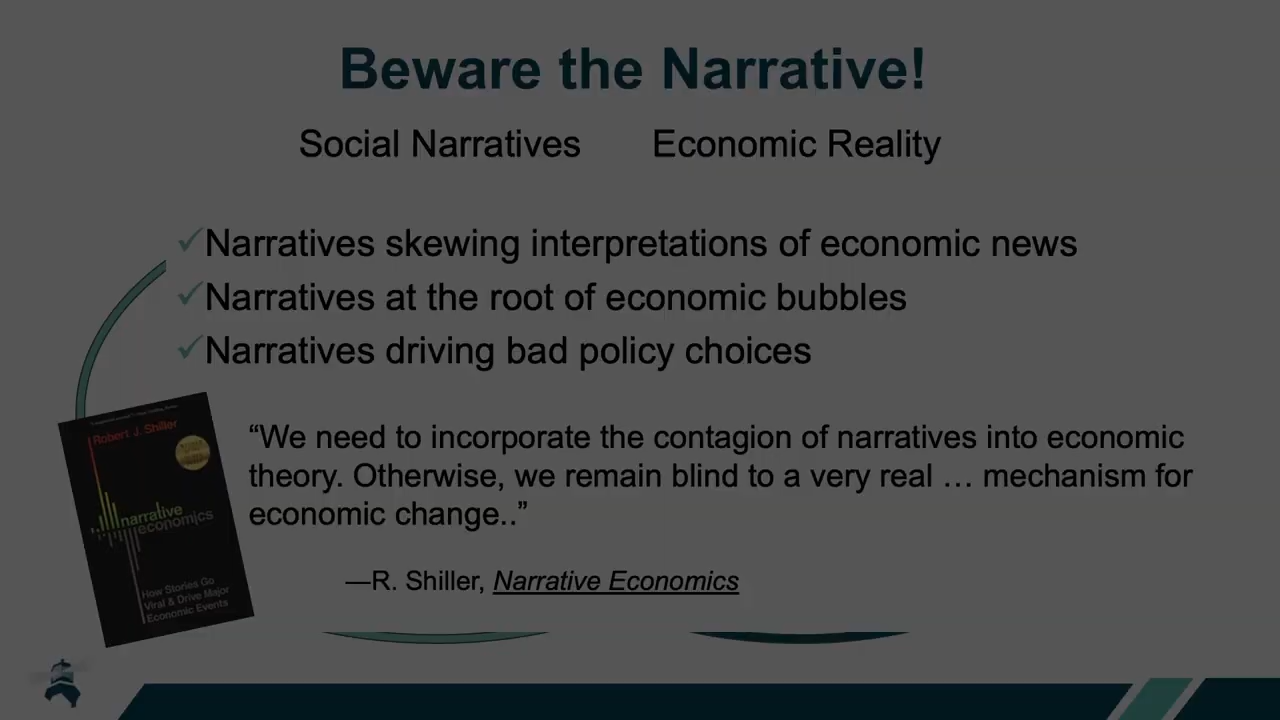 Beware the Narrative!
Social Narratives Economic Reality
✓Narratives skewing interpretations of economic news
✓Narratives at the root of economic bubbles
✓Narratives driving bad policy choices
“We need to incorporate the contagion of narratives into economic
theory. Otherwise, we remain blind to a very real … mechanism for
economic change..”
—R. Shiller, Narrative Economics
Robert J. Shiller
narrative
economics
How Stories Go
Viral & Drive Major
Economic Events